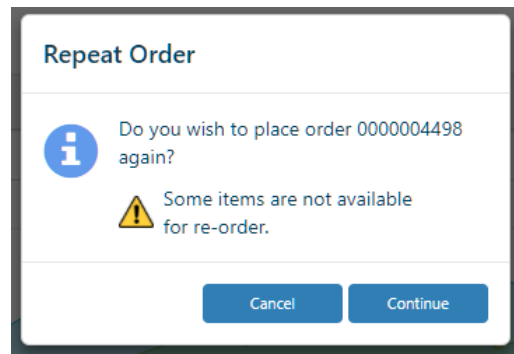 Repeat Order
Do you wish to place order 0000004498
again?
Some items are not available
for re-order.
Cancel
Continue